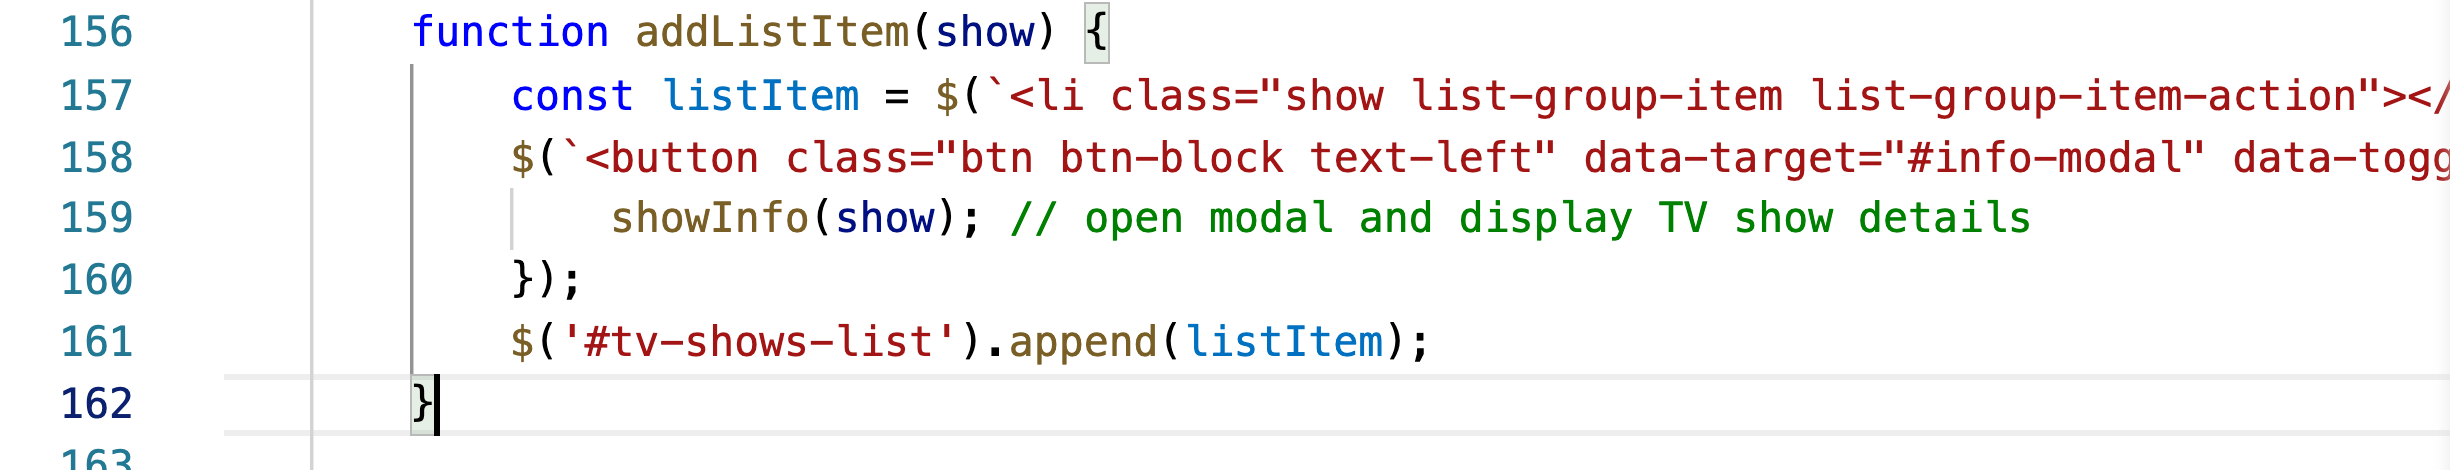 156 function addListItem(show) {
157 const listItem = $(`<li class="show list-group-item list-group-item-action"></
158 $(`<button class="btn btn-block text-left" data-target="#info-modal" data-togg
159 showInfo(show); // open modal and display TV show details
160 });
161 $('#tv-shows-list').append(listItem);
162 }
163